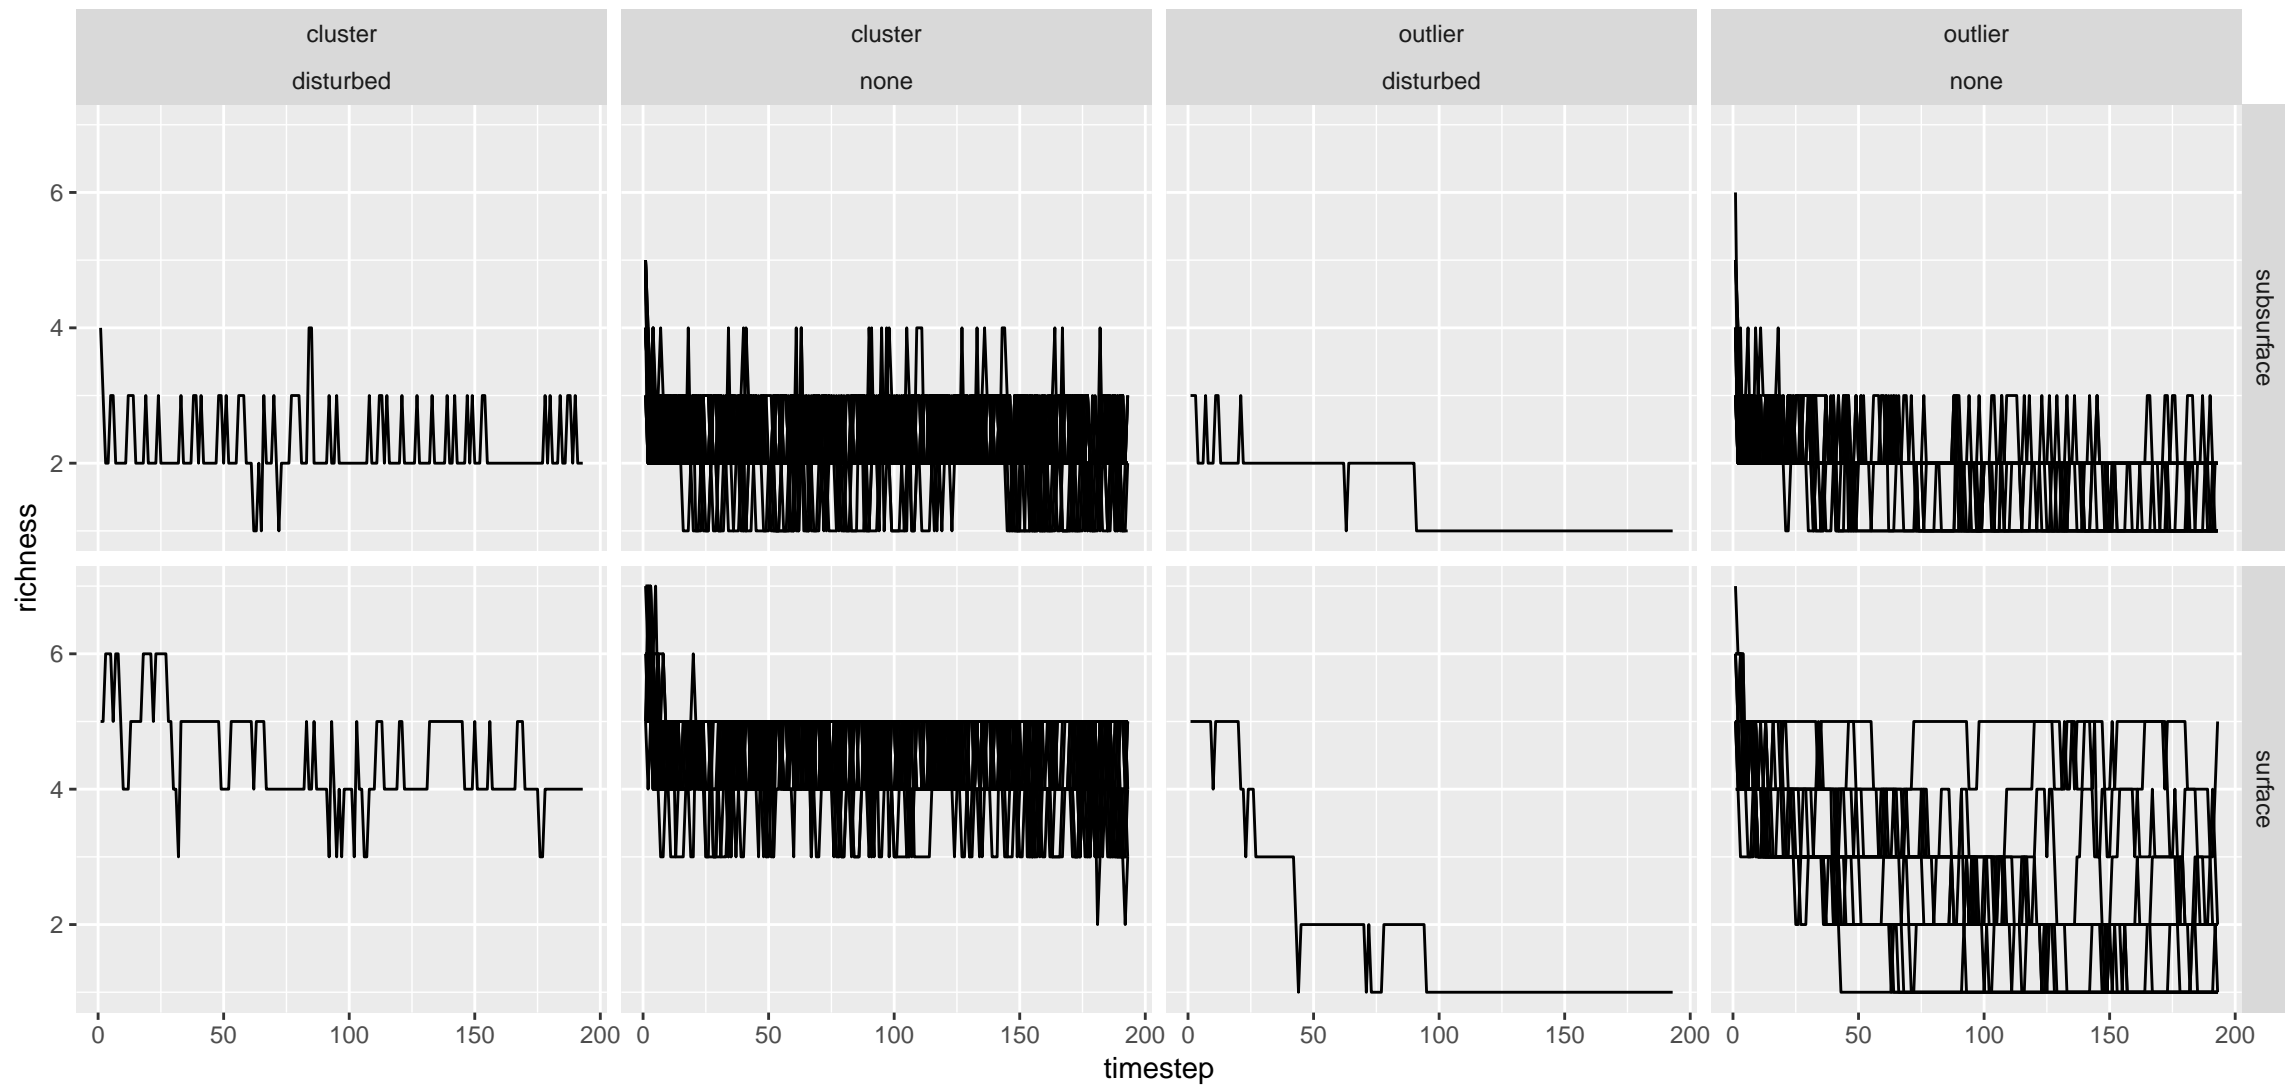 cluster cluster outlier outlier
disturbed none disturbed none
6
4
2
subsurface
richness
6
4
2
surface
0 50 100 150 200 0 50 100 150 200 0 50 100 150 200 0 50 100 150 200
timestep